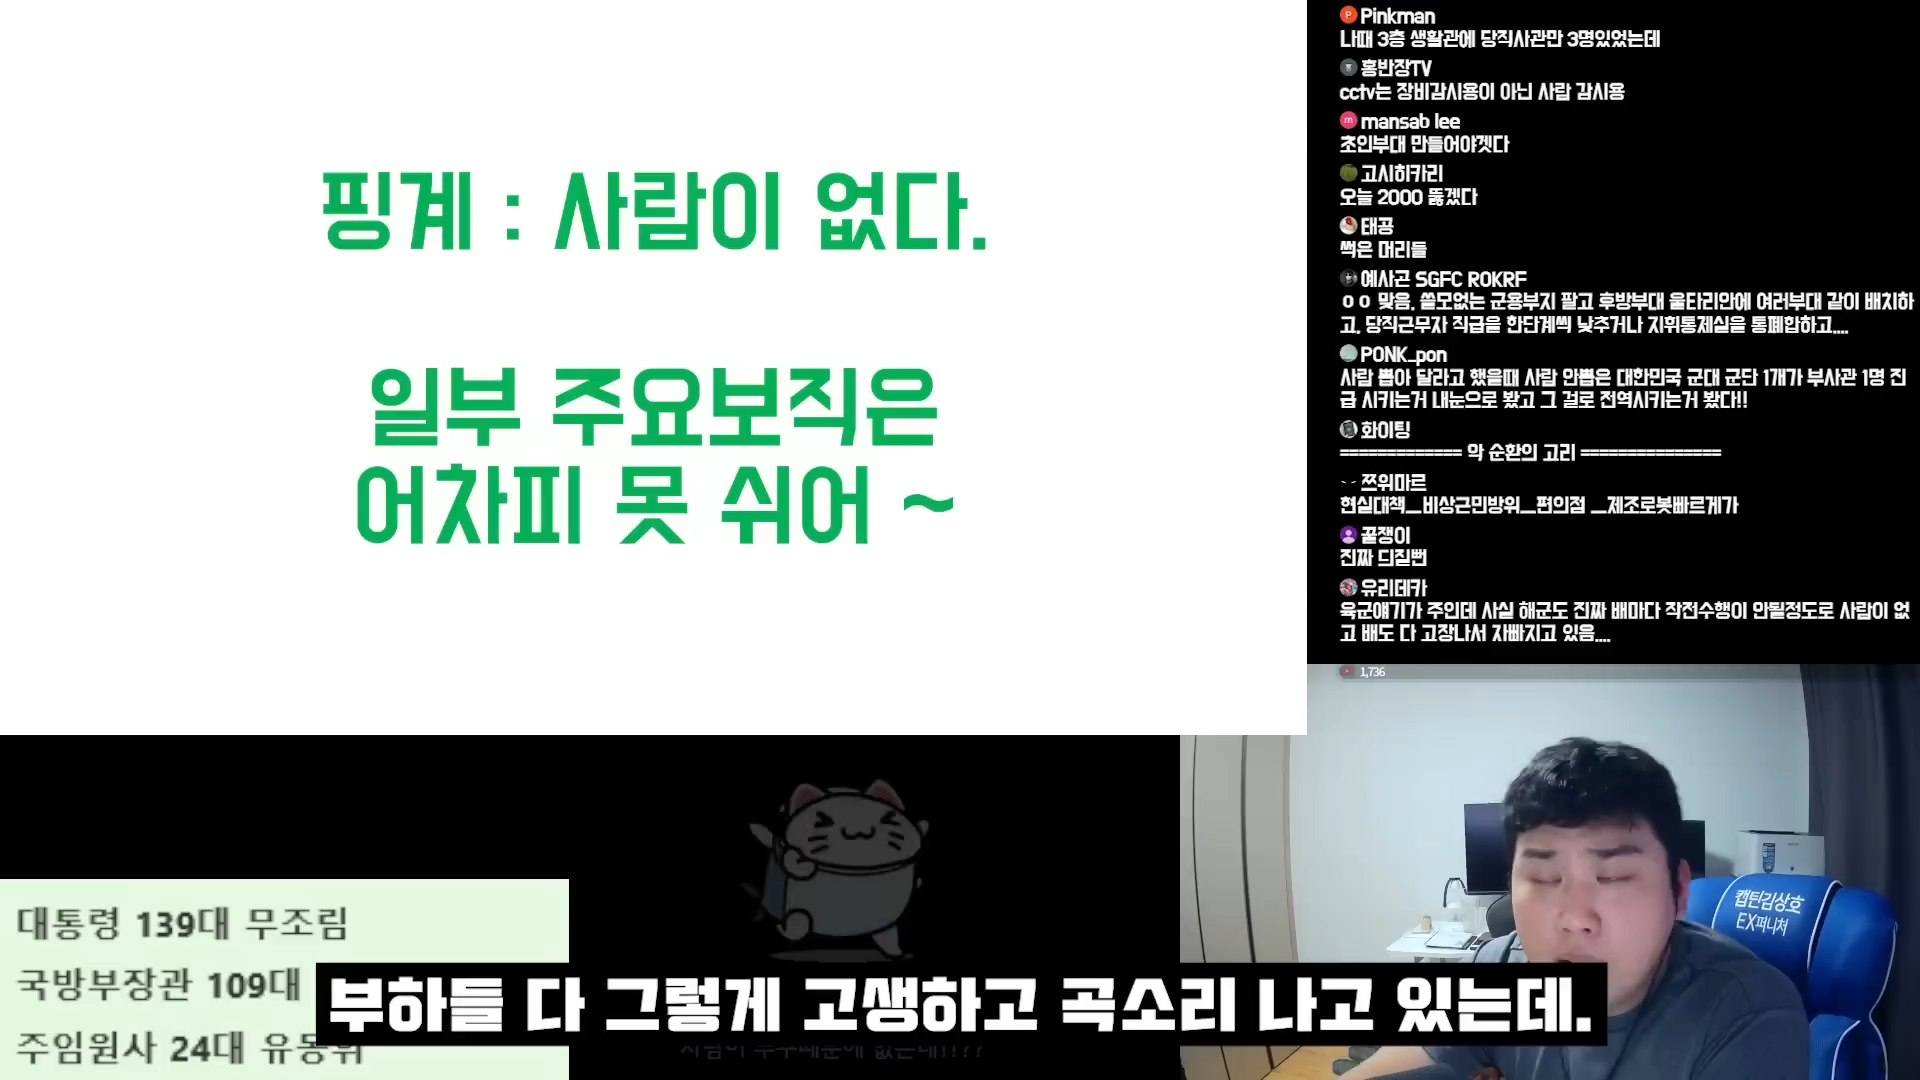 핑계 : 사람이 없다.
일부 주요보직은
어차피 못 쉬어 ~
Pinkman
나때 3층 생활관에 당직사관만 3명있었는데
홍반장TV
cctv는 장비감시용이 아닌 사람 감시용
mansab lee
초인부대 만들어야겟다
고시히카리
오늘 2000 뚫겠다
태공
썩은 머리들
예사곤 SGFC ROKRF
ㅇㅇ 맞음, 쓸모없는 군용부지 팔고 후방부대 울타리안에 여러부대 같이 배치하
고, 당직근무자 직급을 한단계씩 낮추거나 지휘통제실을 통폐합하고....
PONK_pon
사람 뽑아 달라고 했을때 사람 안뽑은 대한민국 군대 군단 1개가 부사관 1명 진
급 시키는거 내눈으로 봤고 그 걸로 전역시키는거 봤다!!
화이팅
============= 악 순환의 고리 ===============
쯔위마르
현실대책__비상근민방위__편의점 __제조로봇빠르게가
꿀쟁이
진짜 듸질뻔
유리데카
육군얘기가 주인데 사실 해군도 진짜 배마다 작전수행이 안될정도로 사람이 없
고 배도 다 고장나서 자빠지고 있음....
1,736
캡틴김상호
EX퍼니처
대통령 139대 무조림
국방부장관 109대
주임원사 24대 유동위
부하들 다 그렇게 고생하고 곡소리 나고 있는데.